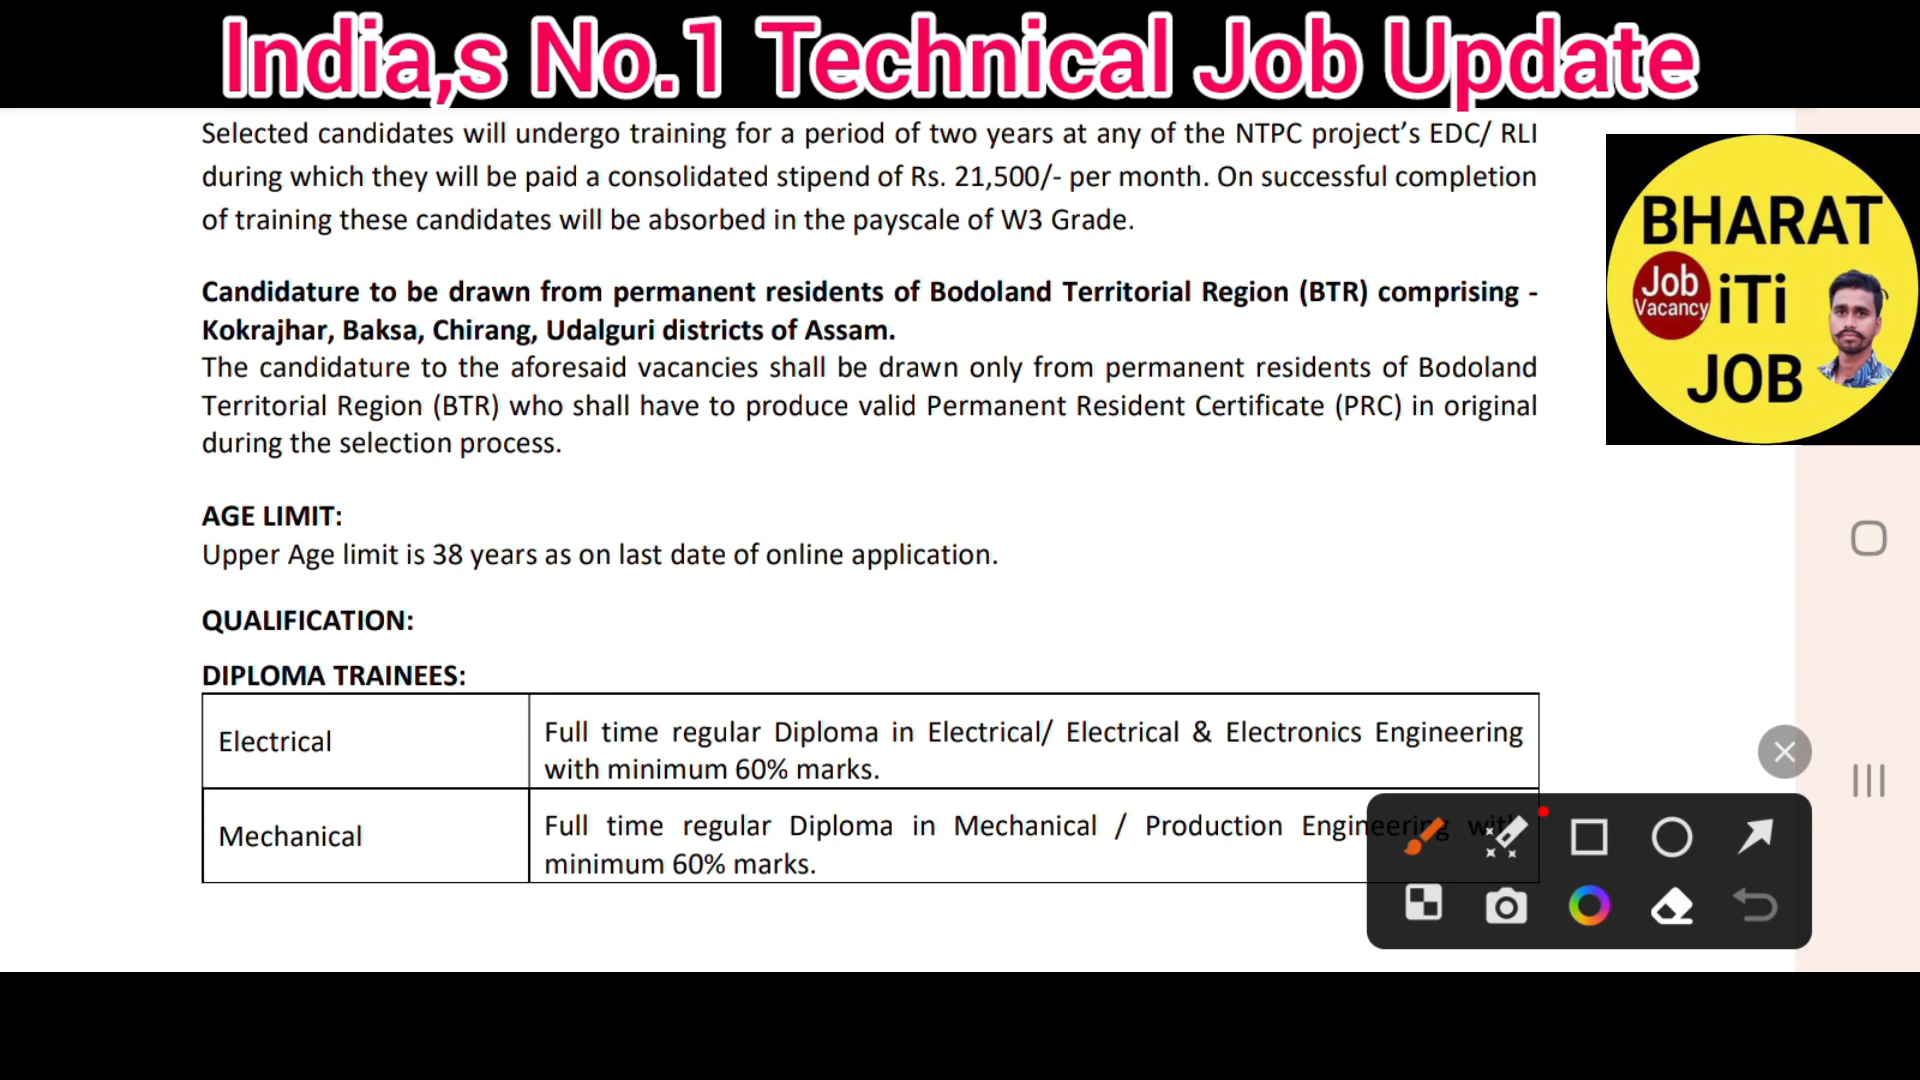 India,s No.1 Technical Job Update
Selected candidates will undergo training for a period of two years at any of the NTPC project’s EDC/ RLI
during which they will be paid a consolidated stipend of Rs. 21,500/- per month. On successful completion
of training these candidates will be absorbed in the payscale of W3 Grade.
BHARAT
Job
Vacancy
iTi
JOB
Candidature to be drawn from permanent residents of Bodoland Territorial Region (BTR) comprising -
Kokrajhar, Baksa, Chirang, Udalguri districts of Assam.
The candidature to the aforesaid vacancies shall be drawn only from permanent residents of Bodoland
Territorial Region (BTR) who shall have to produce valid Permanent Resident Certificate (PRC) in original
during the selection process.
AGE LIMIT:
Upper Age limit is 38 years as on last date of online application.
QUALIFICATION:
DIPLOMA TRAINEES:
Electrical
Full time regular Diploma in Electrical/ Electrical & Electronics Engineering
with minimum 60% marks.
Mechanical
Full time regular Diploma in Mechanical / Production Engineering with
minimum 60% marks.